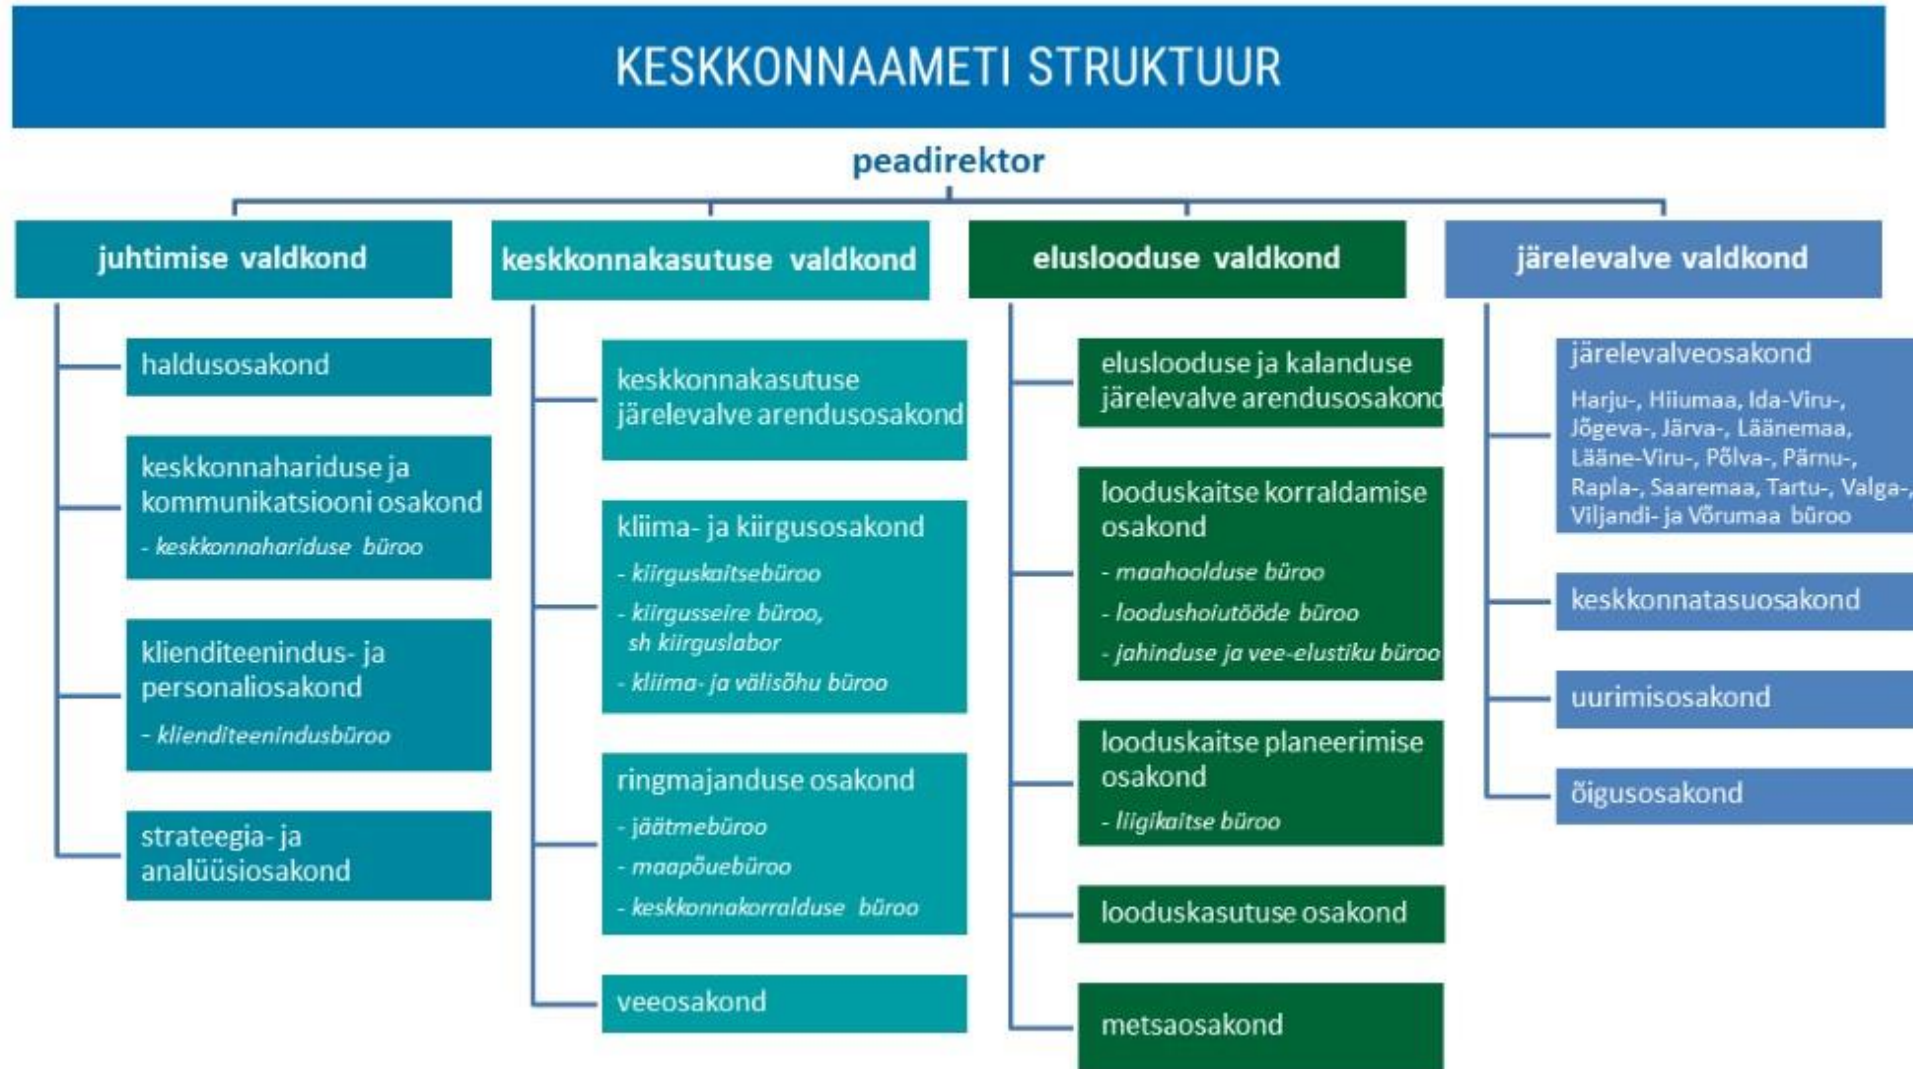 KESKKONNAAMETI STRUKTUUR
peadirektor
juhtimise valdkond
haldusosakond
keskkonnahariduse ja
kommunikatsiooni osakond
- keskkonnahariduse büroo
klienditeenindus- ja
personaliosakond
- klienditeenindusbüroo
strateegia- ja
analüüsiosakond
keskkonnakasutuse valdkond
keskkonnakasutuse
järelevalve arendusosakond
kliima- ja kiirgusosakond
- kiirguskaitsebüroo
- kiirgusseire büroo,
sh kiirguslabor
- kliima- ja välisõhu büroo
ringmajanduse osakond
- jäätmebüroo
- maapõuebüroo
- keskkonnakorralduse büroo
veeosakond
eluslooduse valdkond
eluslooduse ja kalanduse
järelevalve arendusosakond
looduskaitse korraldamise
osakond
- maahoolduse büroo
- loodushoiutööde büroo
- jahinduse ja vee-elustiku büroo
looduskaitse planeerimise
osakond
- liigikaitse büroo
looduskasutuse osakond
metsaosakond
järelevalve valdkond
järelevalveosakond
Harju-, Hiiumaa, Ida-Viru-,
Jõgeva-, Järva-, Läänemaa,
Lääne-Viru-, Põlva-, Pärnu-,
Rapla-, Saaremaa, Tartu-, Valga-,
Viljandi- ja Võrumaa büroo
keskkonnatasuosakond
uurimisosakond
õigusosakond